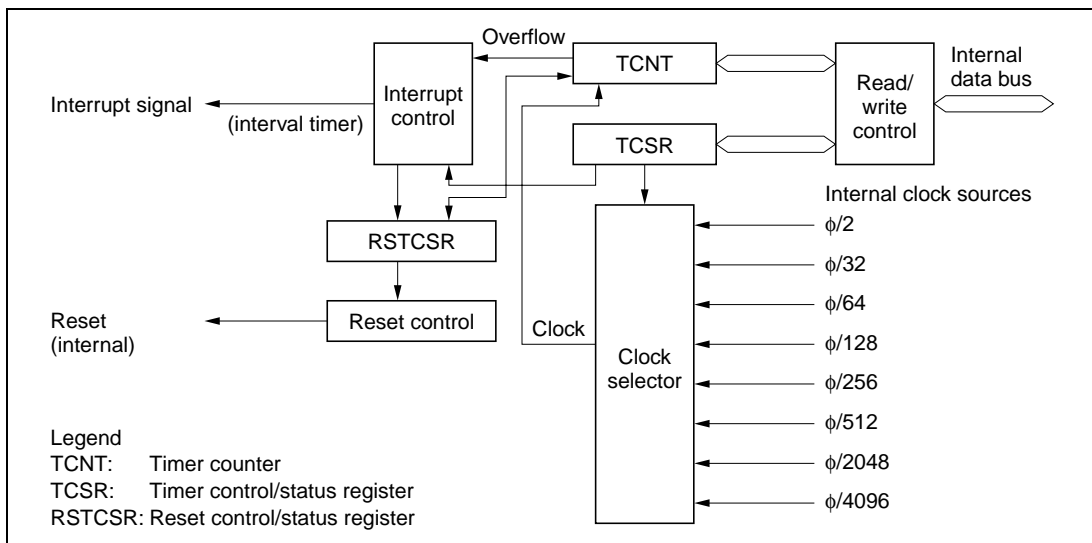 Overflow
TCNT
Internal
data bus
Interrupt
control
Read/
write
control
Interrupt signal
(interval timer)
TCSR
Internal clock sources
RSTCSR
ϕ/2
ϕ/32
ϕ/64
Reset
(internal)
Reset control
Clock
Clock
selector
ϕ/128
ϕ/256
ϕ/512
ϕ/2048
ϕ/4096
Legend
TCNT: Timer counter
TCSR: Timer control/status register
RSTCSR: Reset control/status register